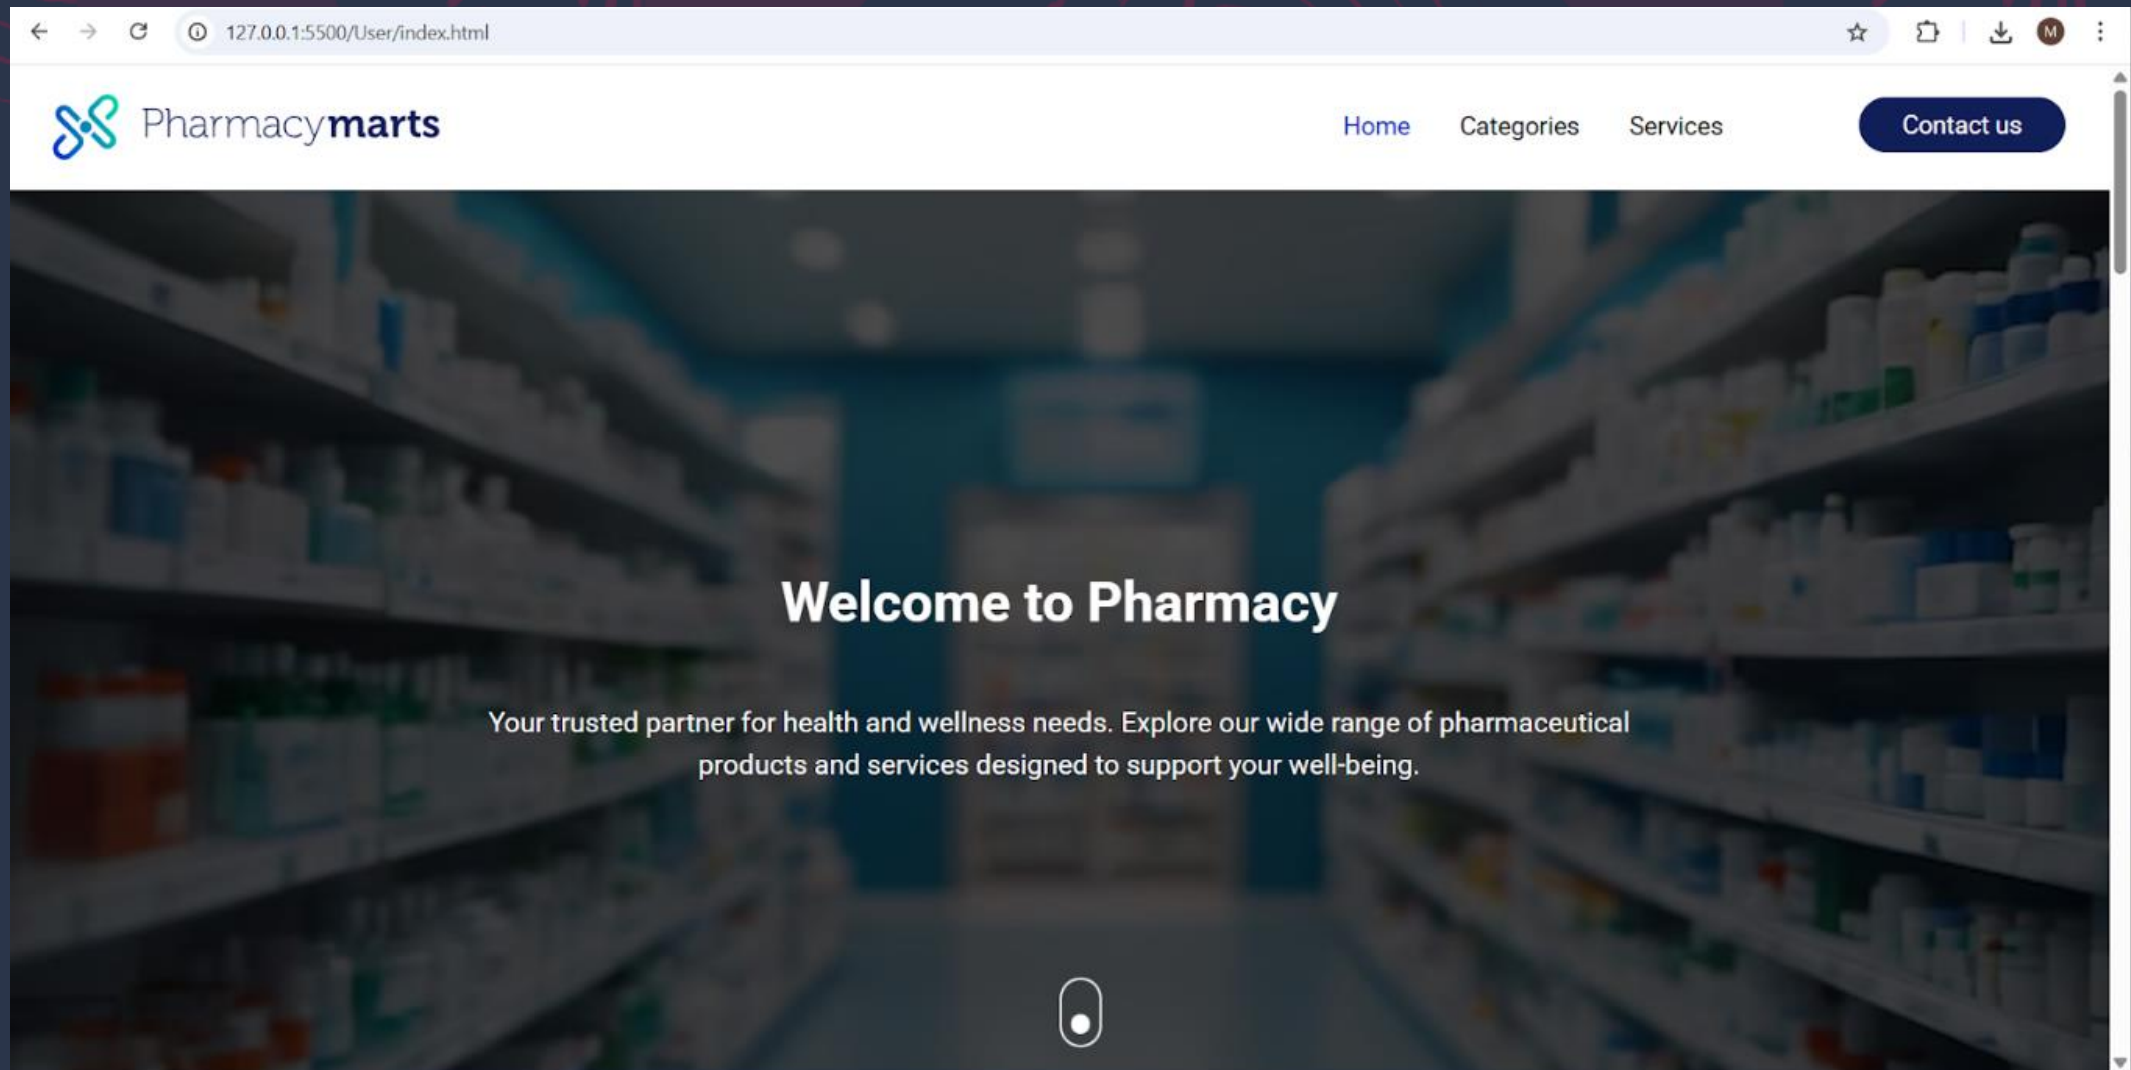 127.0.0.1:5500/User/index.html
M
Pharmacymarts
Home
Categories
Services
Contact us
Welcome to Pharmacy
Your trusted partner for health and wellness needs. Explore our wide range of pharmaceutical
products and services designed to support your well-being.